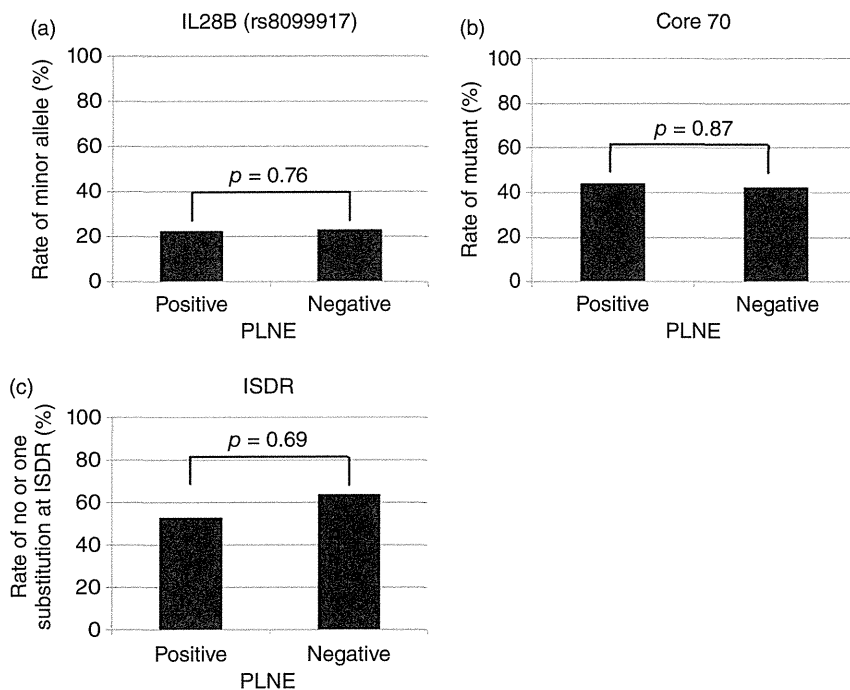 (a)
IL28B (rs8099917)
Rate of minor allele (%)
100
80
60
40
20
0
p = 0.76
Positive
Negative
PLNE
(b)
Core 70
Rate of mutant (%)
100
80
60
40
20
0
p = 0.87
Positive
Negative
PLNE
(c)
ISDR
Rate of no or one
substitution at ISDR (%)
100
80
60
40
20
0
p = 0.69
Positive
Negative
PLNE